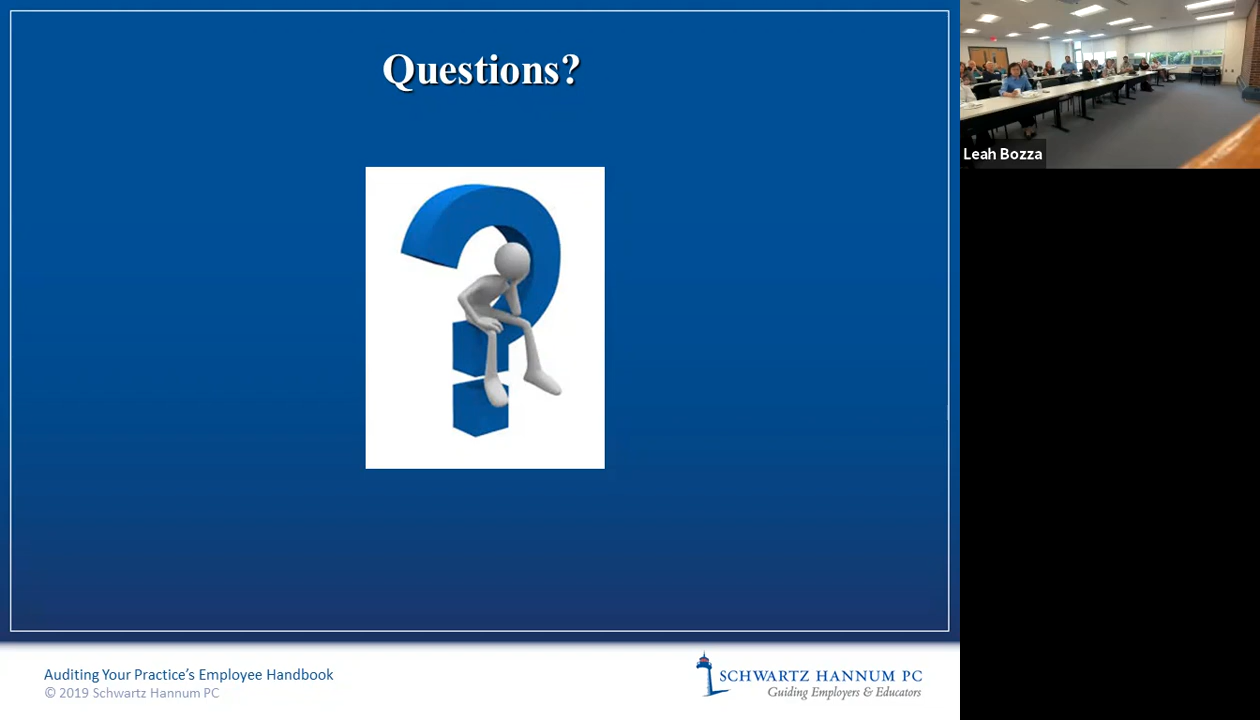 Questions?
Leah Bozza
Auditing Your Practice's Employee Handbook
© 2019 Schwartz Hannum PC
SCHWARTZ HANNUM PC
Guiding Employers & Educators